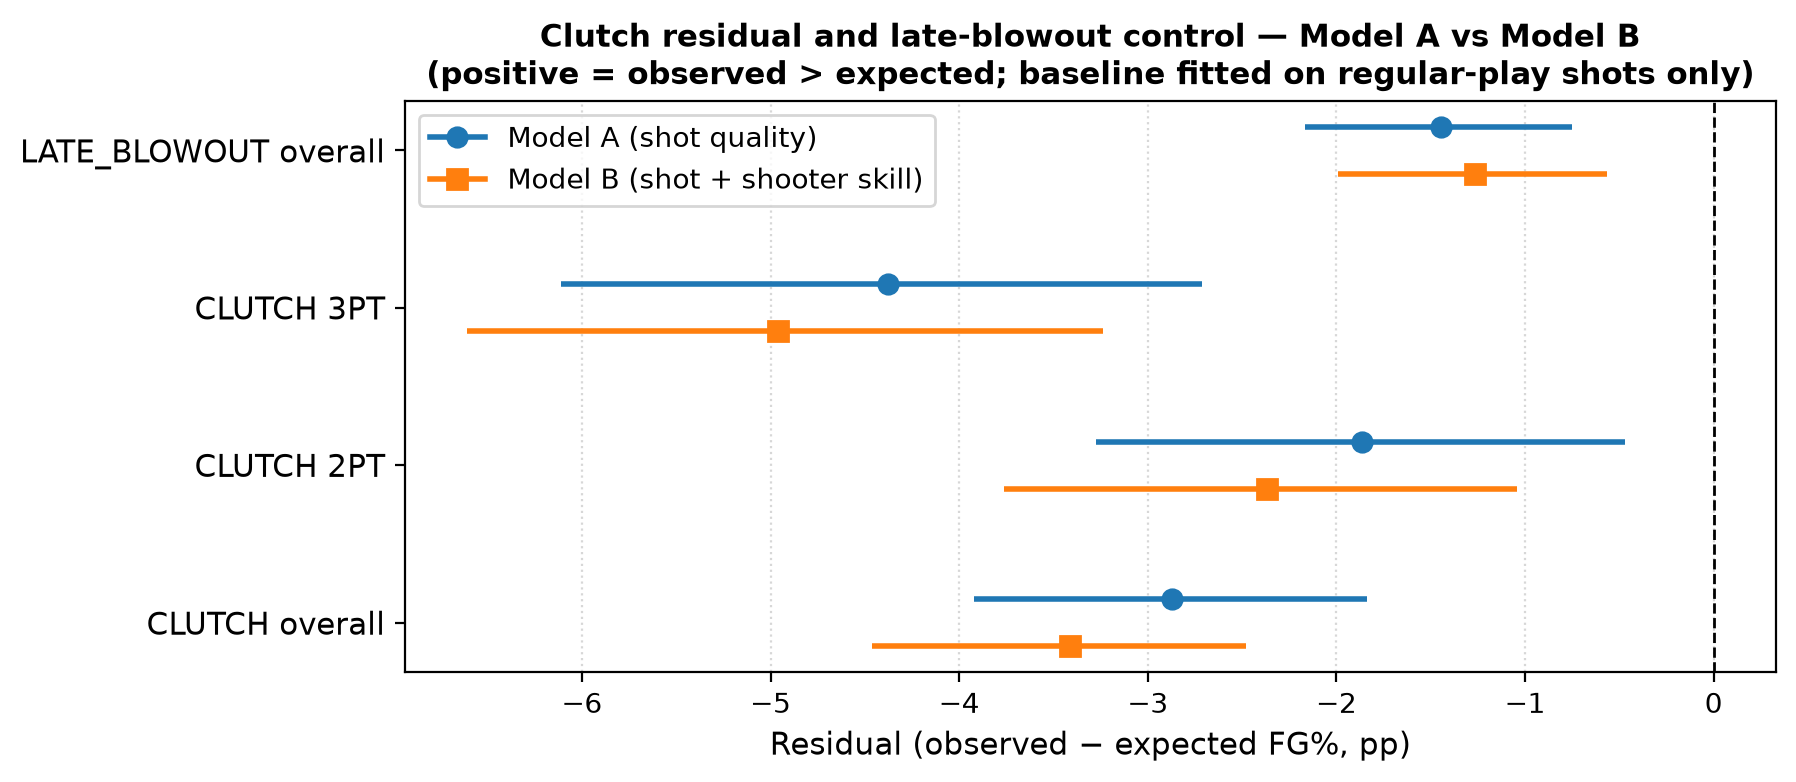 Clutch residual and late-blowout control — Model A vs Model B
(positive = observed > expected; baseline fitted on regular-play shots only)
Model A (shot quality)
Model B (shot + shooter skill)
LATE_BLOWOUT overall
CLUTCH 3PT
CLUTCH 2PT
CLUTCH overall
−6 −5 −4 −3 −2 −1 0
Residual (observed − expected FG%, pp)